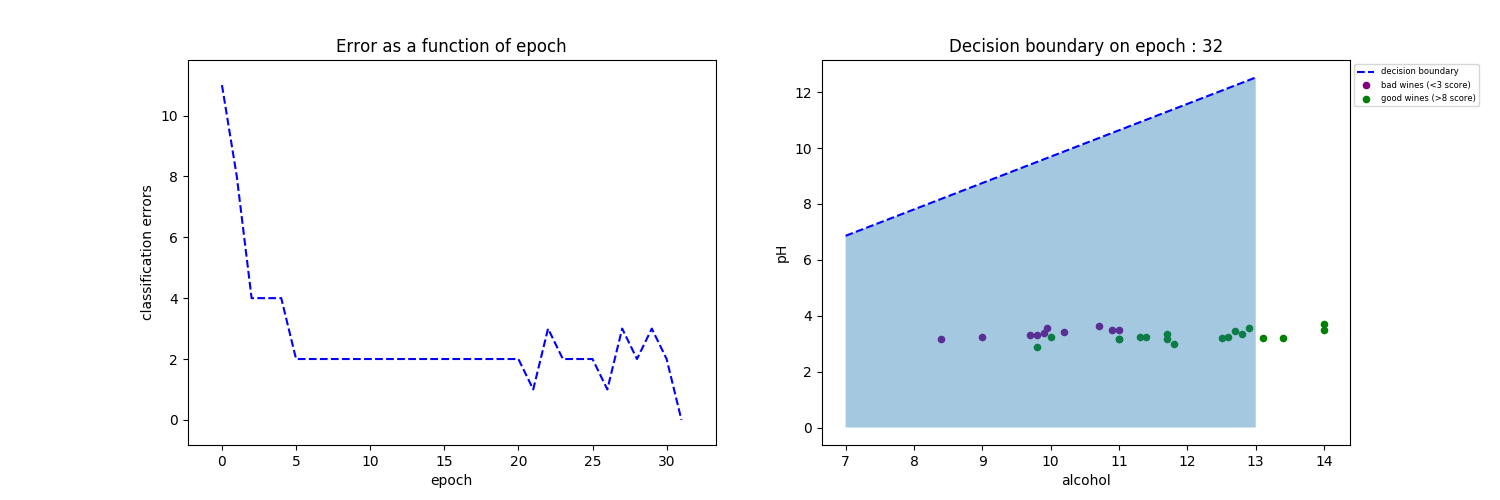 Error as a function of epoch
10
8
6
4
2
0
classification errors
0 5 10 15 20 25 30
epoch
Decision boundary on epoch : 32
12
10
8
6
4
2
0
pH
7 8 9 10 11 12 13 14
alcohol
decision boundary
bad wines (<3 score)
good wines (>8 score)